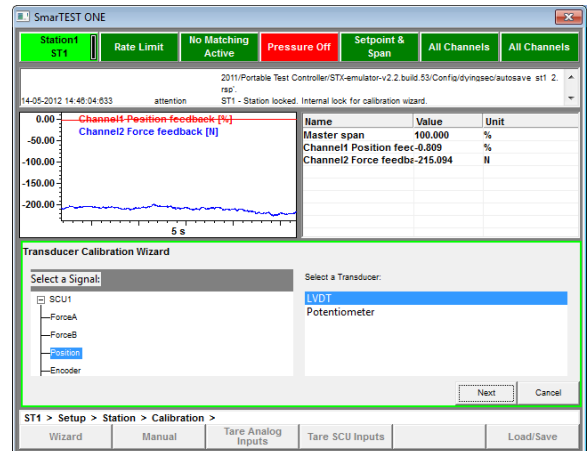 SmarTEST ONE
Station1 ST1
Rate Limit
No Matching Active
Pressure Off
Setpoint & Span
All Channels
All Channels
2011/Portable Test Controller/STX-emulator-v2.2.build.53/Config/dyingsec/autosave st1 2.
rsp'.
14-05-2012 14:46:04:633 attention ST1 - Station locked. Internal lock for calibration wizard.
0.00
Channel1 Position feedback [%]
Channel2 Force feedback [N]
-50.00
-100.00
-150.00
-200.00
5 s
Name Value Unit
Master span 100.000 %
Channel1 Position feec -0.809 %
Channel2 Force feedba -215.094 N
Transducer Calibration Wizard
Select a Signal:
SCU1
ForceA
ForceB
Position
Encoder
Select a Transducer:
LVDT
Potentiometer
Next Cancel
ST1 > Setup > Station > Calibration >
Wizard
Manual
Tare Analog Inputs
Tare SCU Inputs
Load/Save